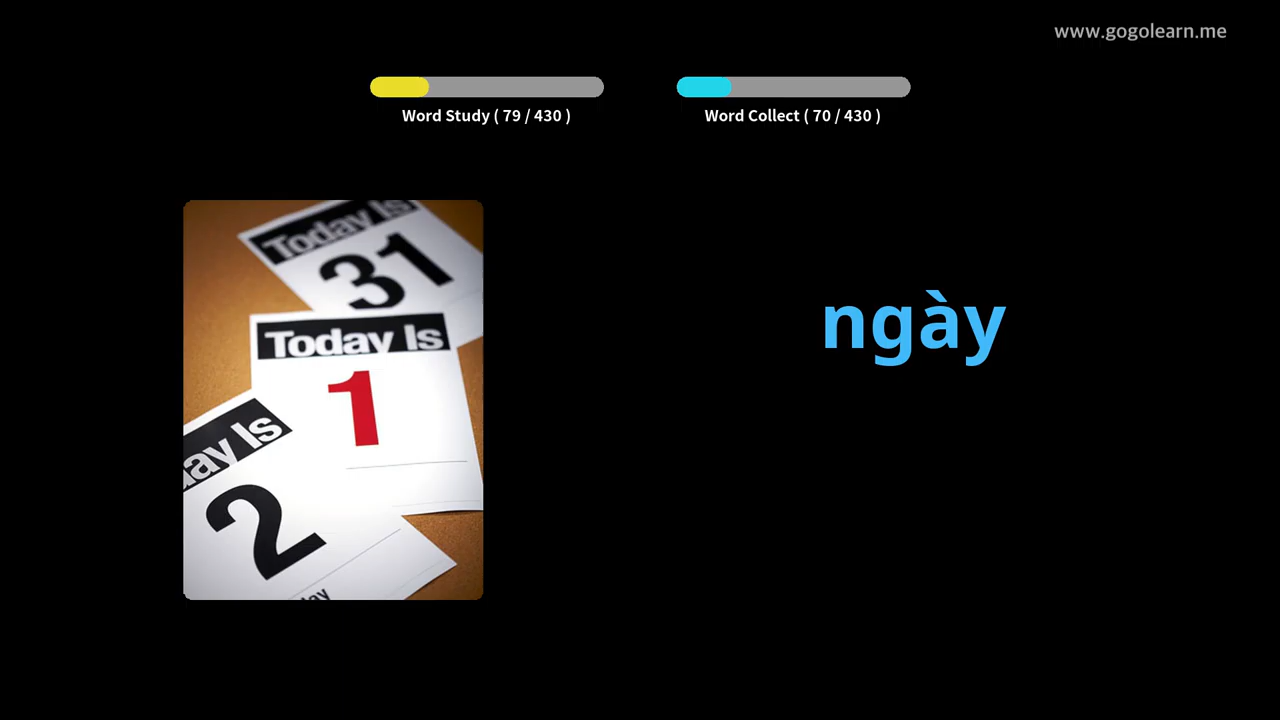 www.gogolearn.me
Word Study ( 79 / 430 )
Word Collect ( 70 / 430 )
Today Is
31
Today Is
1
ay Is
2
ngày